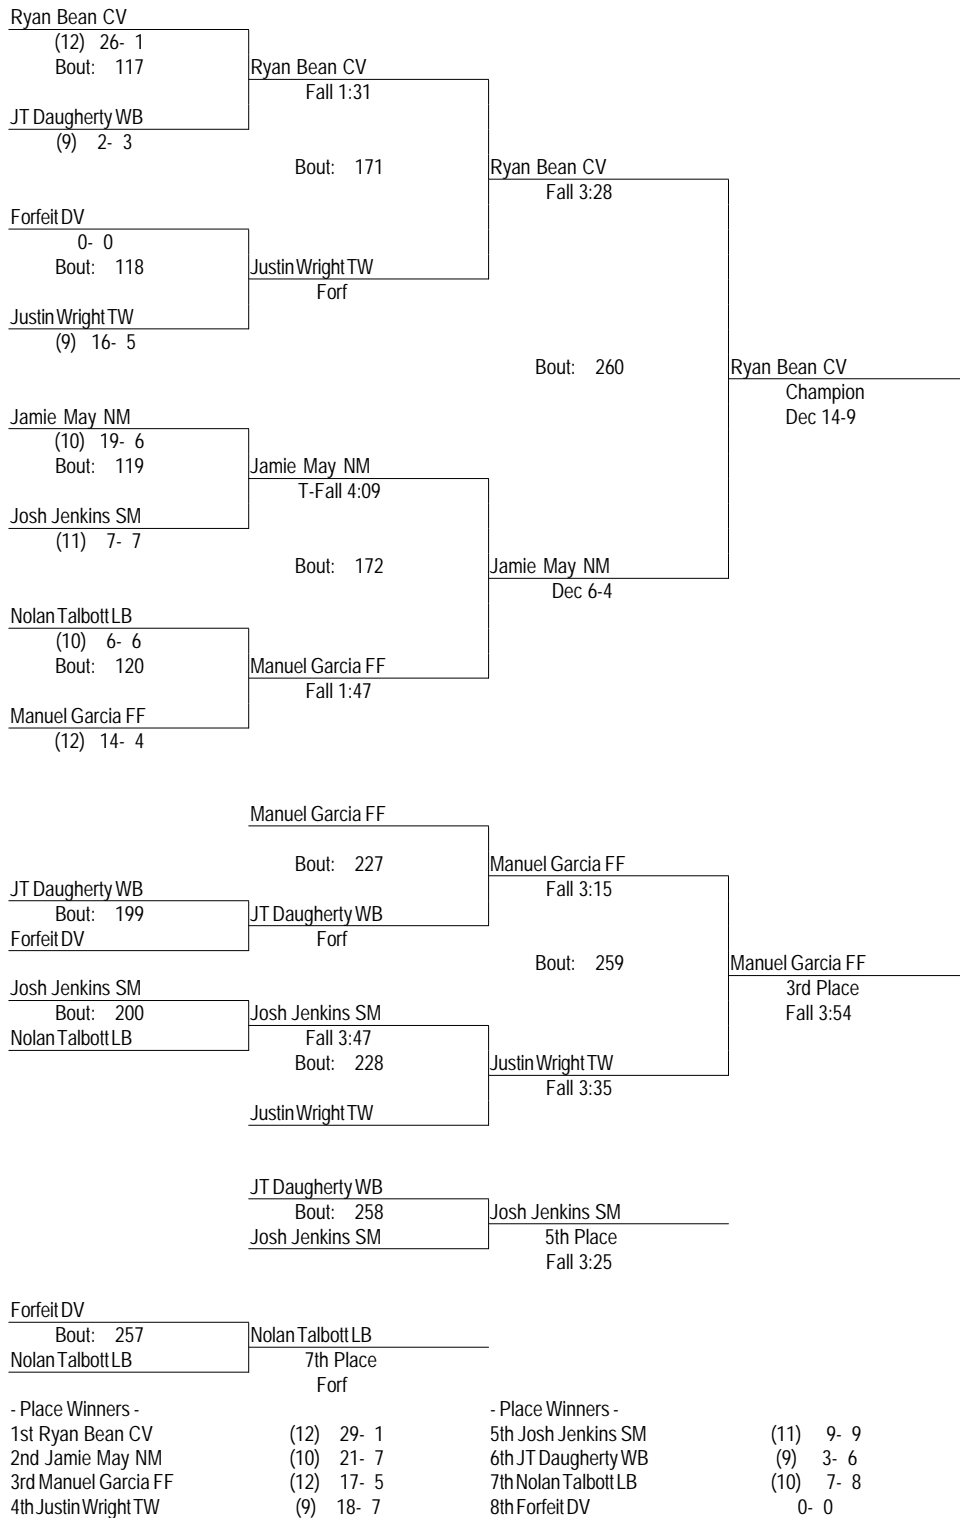 Ryan Bean CV
(12) 26- 1
Bout: 117
Ryan Bean CV
Fall 1:31
JT Daugherty WB
(9) 2- 3
Bout: 171
Ryan Bean CV
Fall 3:28
Forfeit DV
0- 0
Bout: 118
Justin Wright TW
Forf
Justin Wright TW
(9) 16- 5
Bout: 260
Ryan Bean CV
Champion
Dec 14-9
Jamie May NM
(10) 19- 6
Bout: 119
Jamie May NM
T-Fall 4:09
Josh Jenkins SM
(11) 7- 7
Bout: 172
Jamie May NM
Dec 6-4
Nolan Talbott LB
(10) 6- 6
Bout: 120
Manuel Garcia FF
Fall 1:47
Manuel Garcia FF
(12) 14- 4
Manuel Garcia FF
Bout: 227
Manuel Garcia FF
Fall 3:15
JT Daugherty WB
Bout: 199
JT Daugherty WB
Forfeit DV
Forf
Bout: 259
Manuel Garcia FF
3rd Place
Fall 3:54
Josh Jenkins SM
Bout: 200
Josh Jenkins SM
Nolan Talbott LB
Fall 3:47
Bout: 228
Justin Wright TW
Fall 3:35
Justin Wright TW
JT Daugherty WB
Bout: 258
Josh Jenkins SM
Josh Jenkins SM
5th Place
Fall 3:25
Forfeit DV
Bout: 257
Nolan Talbott LB
Nolan Talbott LB
7th Place
Forf
- Place Winners -
1st Ryan Bean CV (12) 29- 1
2nd Jamie May NM (10) 21- 7
3rd Manuel Garcia FF (12) 17- 5
4th Justin Wright TW (9) 18- 7
- Place Winners -
5th Josh Jenkins SM (11) 9- 9
6th JT Daugherty WB (9) 3- 6
7th Nolan Talbott LB (10) 7- 8
8th Forfeit DV 0- 0